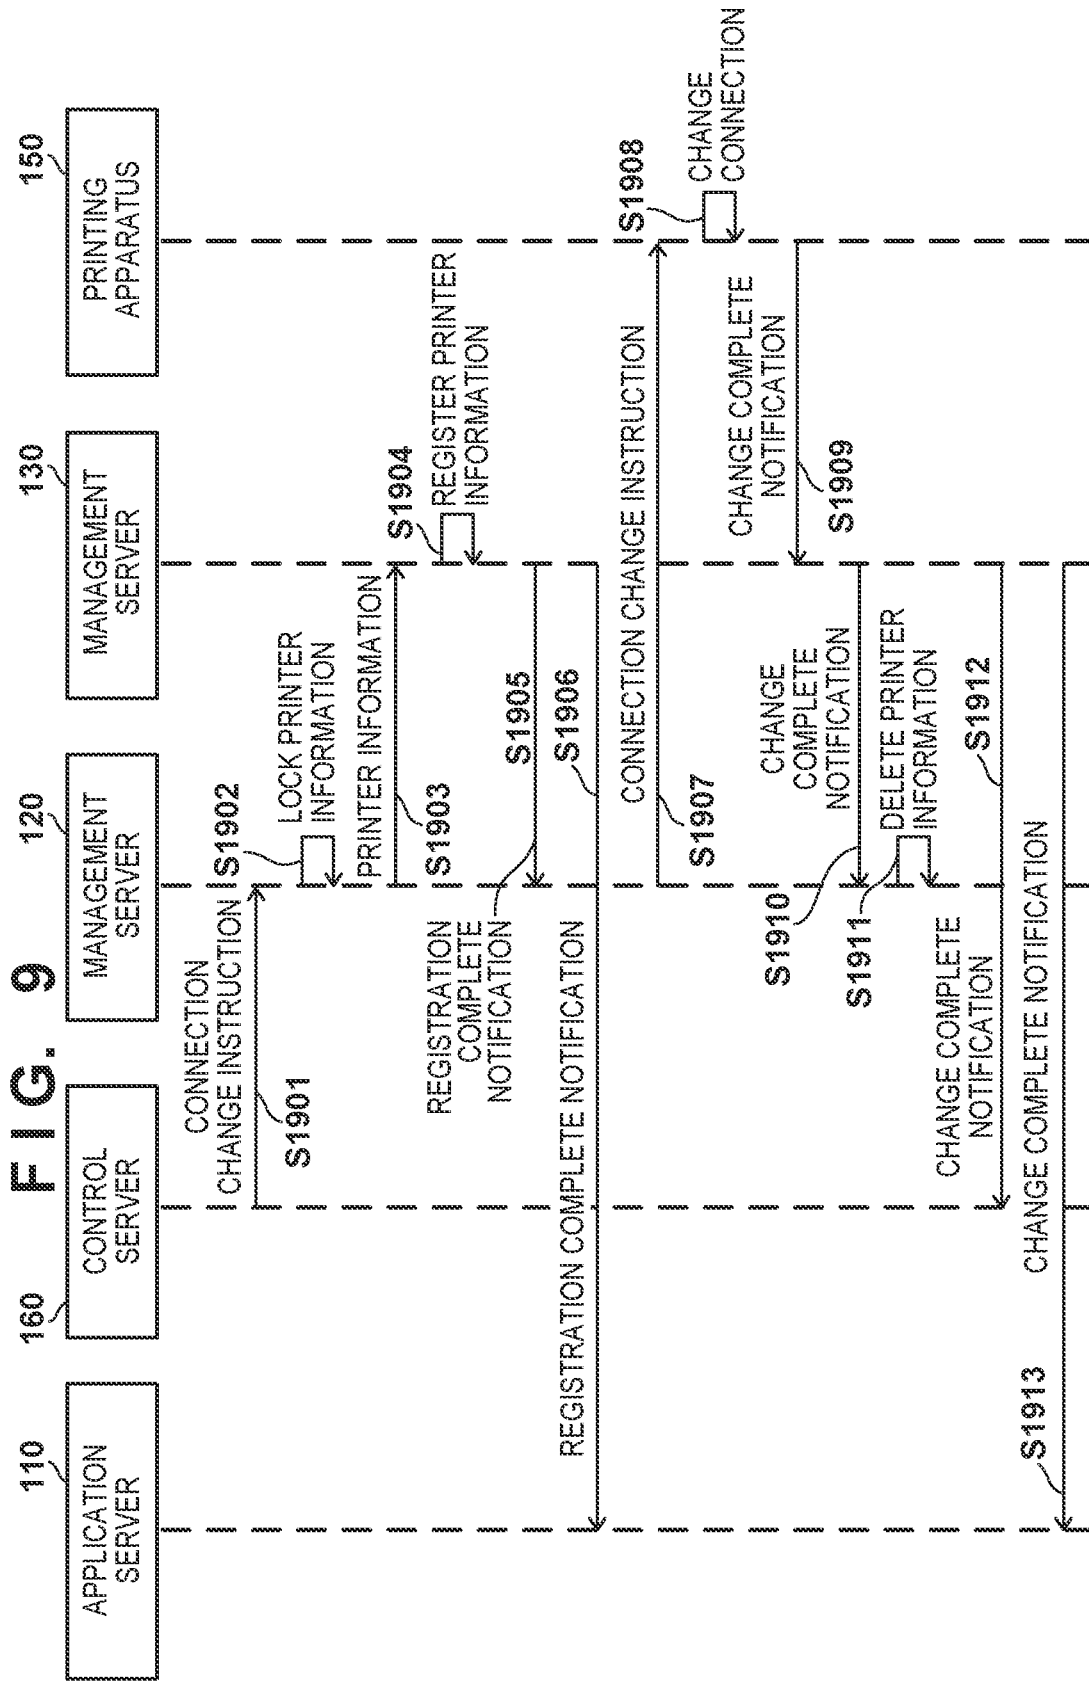 FIG. 9
110
APPLICATION
SERVER
160
CONTROL
SERVER
120
MANAGEMENT
SERVER
130
MANAGEMENT
SERVER
150
PRINTING
APPARATUS
CONNECTION
CHANGE INSTRUCTION
S1901
S1902
LOCK PRINTER
INFORMATION
PRINTER INFORMATION
S1903
S1904
REGISTER PRINTER
INFORMATION
REGISTRATION
COMPLETE
NOTIFICATION
S1905
REGISTRATION COMPLETE NOTIFICATION
S1906
CONNECTION CHANGE INSTRUCTION
S1907
S1908
CHANGE
CONNECTION
CHANGE COMPLETE
NOTIFICATION
S1909
CHANGE
COMPLETE
NOTIFICATION
S1910
S1911
DELETE PRINTER
INFORMATION
CHANGE COMPLETE
NOTIFICATION
S1912
CHANGE COMPLETE NOTIFICATION
S1913